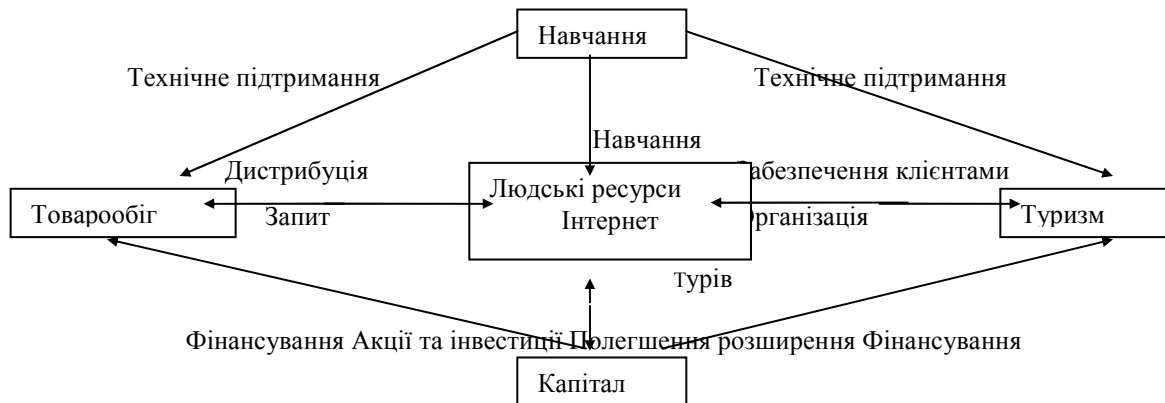 Навчання
Технічне підтримання
Технічне підтримання
Навчання
Дистрибуція
Забезпечення клієнтами
Людські ресурси
Товарообіг
Запит
Інтернет
Організація
Туризм
Турів
Фінансування Акції та інвестиції Полегшення розширення Фінансування
Капітал